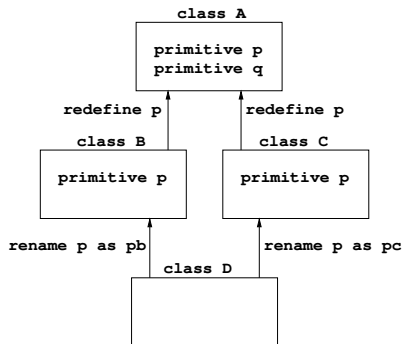 class A
primitive p
primitive q
redefine p
redefine p
class B
class C
primitive p
primitive p
rename p as pb
rename p as pc
class D